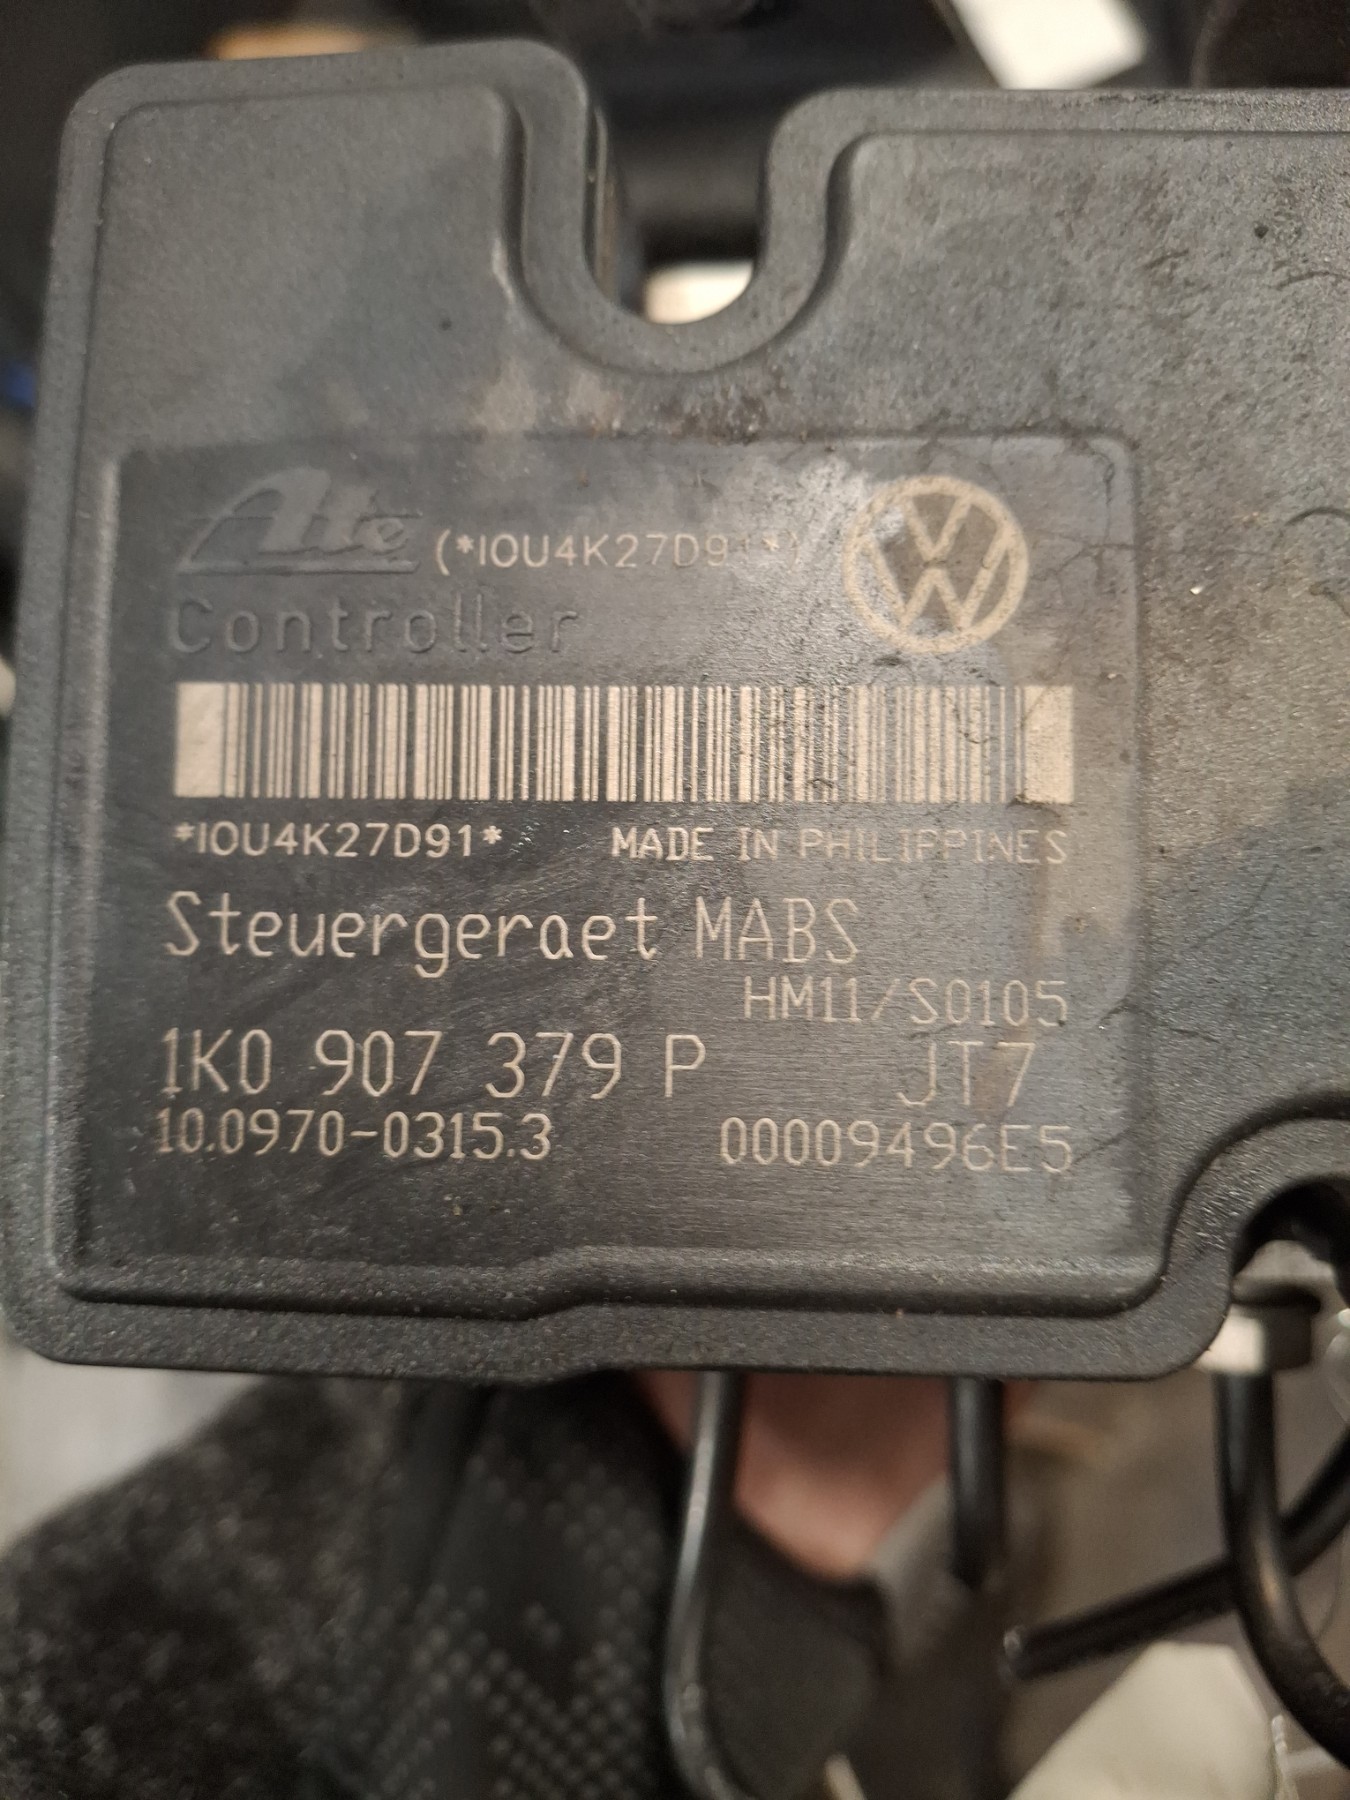 Ate (*IOU4K27D91*)
Controller
*IOU4K27D91* MADE IN PHILIPPINES
Steuergeraet MABS
HM11/S0105
1K0 907 379 P JT7
10.0970-0315.3 00009496E5